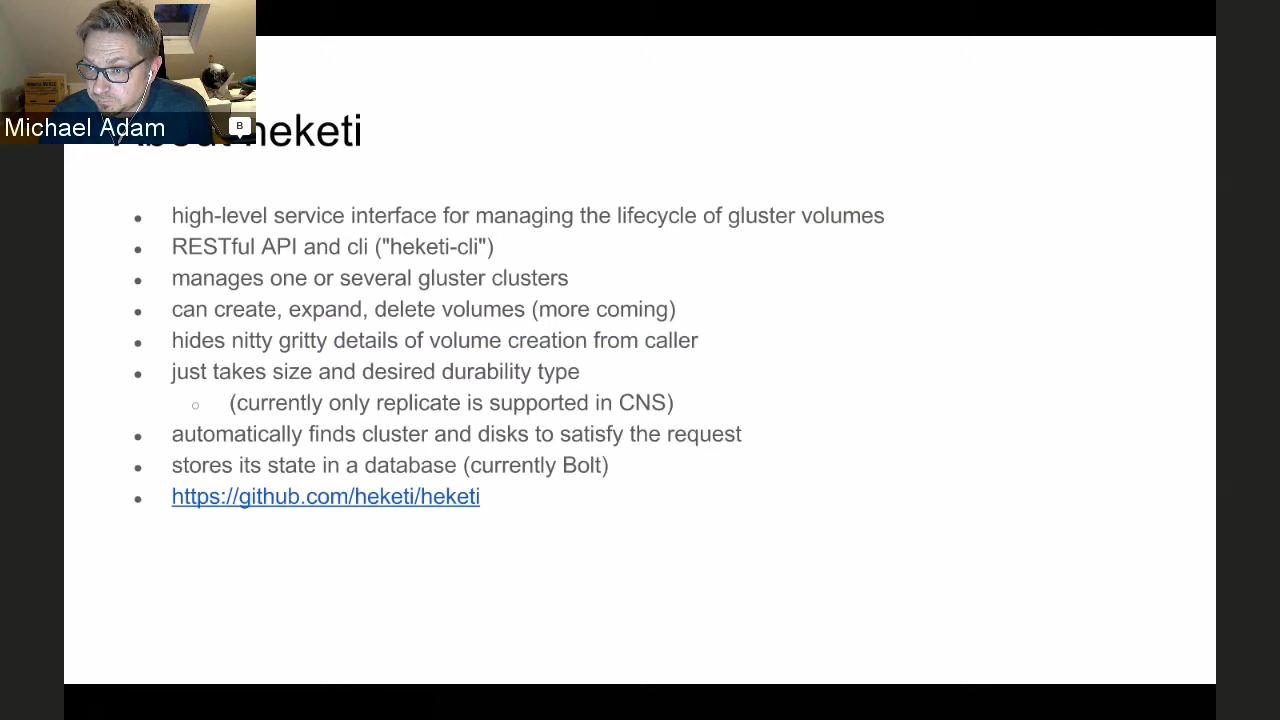 Michael Adam
B
About heketi
high-level service interface for managing the lifecycle of gluster volumes
RESTful API and cli ("heketi-cli")
manages one or several gluster clusters
can create, expand, delete volumes (more coming)
hides nitty gritty details of volume creation from caller
just takes size and desired durability type
(currently only replicate is supported in CNS)
automatically finds cluster and disks to satisfy the request
stores its state in a database (currently Bolt)
https://github.com/heketi/heketi